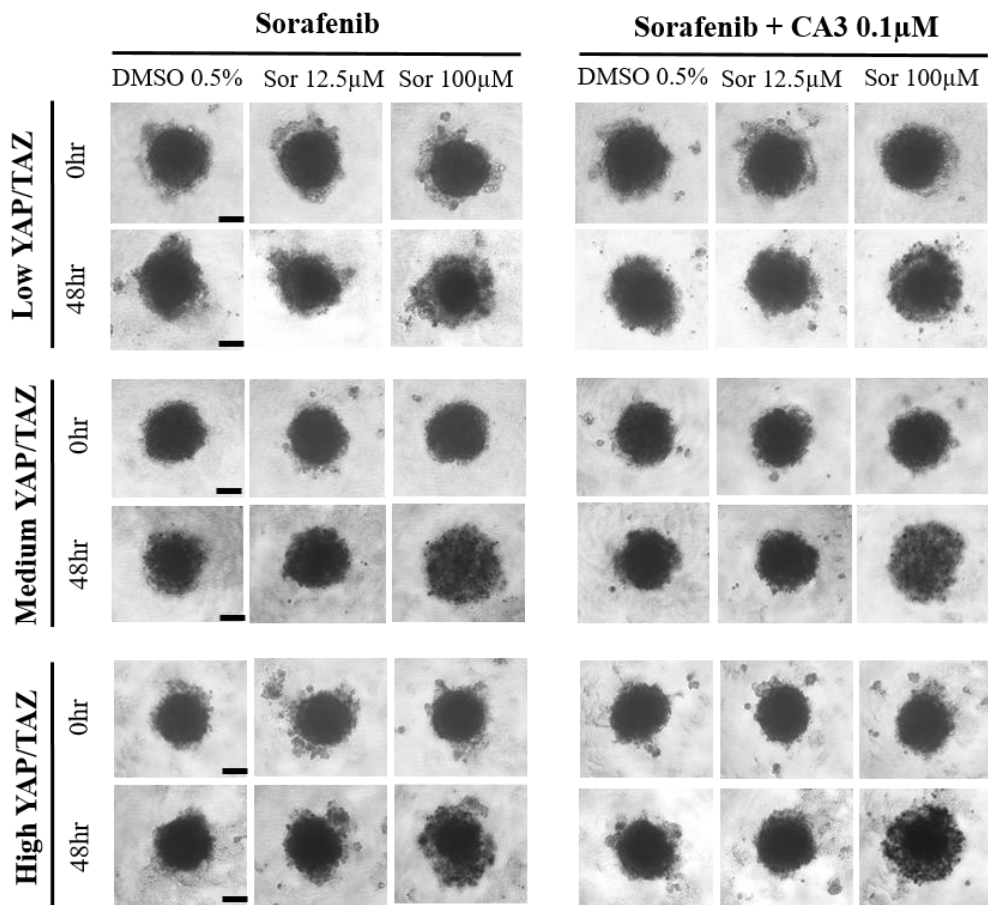 Sorafenib
Sorafenib + CA3 0.1µM
DMSO 0.5% Sor 12.5µM Sor 100µM
DMSO 0.5% Sor 12.5µM Sor 100µM
Low YAP/TAZ
0hr
48hr
Medium YAP/TAZ
0hr
48hr
High YAP/TAZ
0hr
48hr